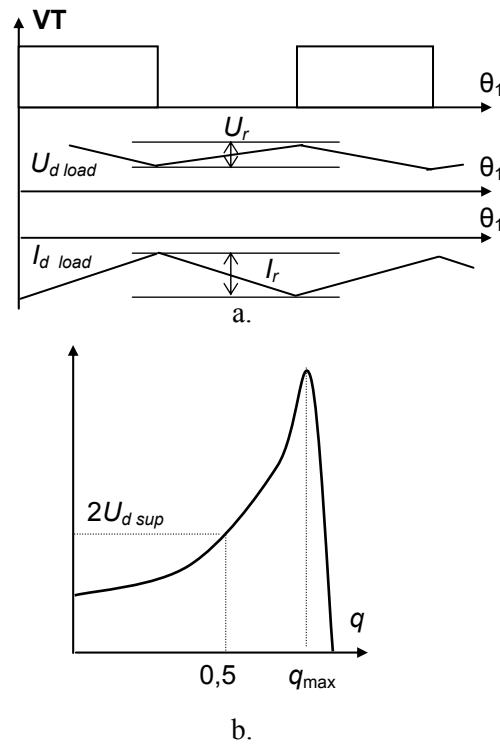 VT
θ1
Ur
Ud load
θ1
θ1
Id load
Ir
a.
2Ud sup
q
0,5
qmax
b.